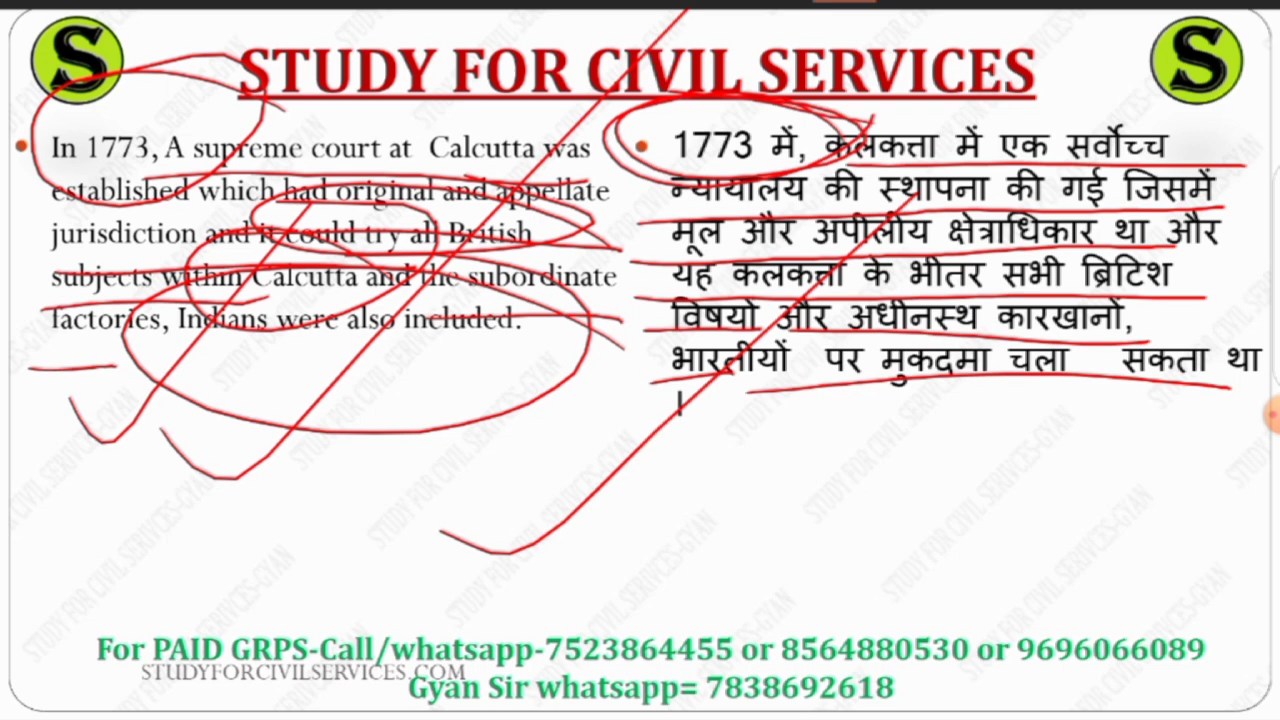 STUDY FOR CIVIL SERVICES
In 1773, A supreme court at Calcutta was
established which had original and appellate
jurisdiction and it could try all British
subjects within Calcutta and the subordinate
factories, Indians were also included.
1773 में, कलकत्ता में एक सर्वोच्च
न्यायालय की स्थापना की गई जिसमें
मूल और अपीलीय क्षेत्राधिकार था और
यह कलकत्ता के भीतर सभी ब्रिटिश
विषयो और अधीनस्थ कारखानों,
भारतीयों पर मुकदमा चला सकता था
।
For PAID GRPS-Call/whatsapp-7523864455 or 8564880530 or 9696066089
STUDYFORCIVILSERVICES.COM
Gyan Sir whatsapp= 7838692618